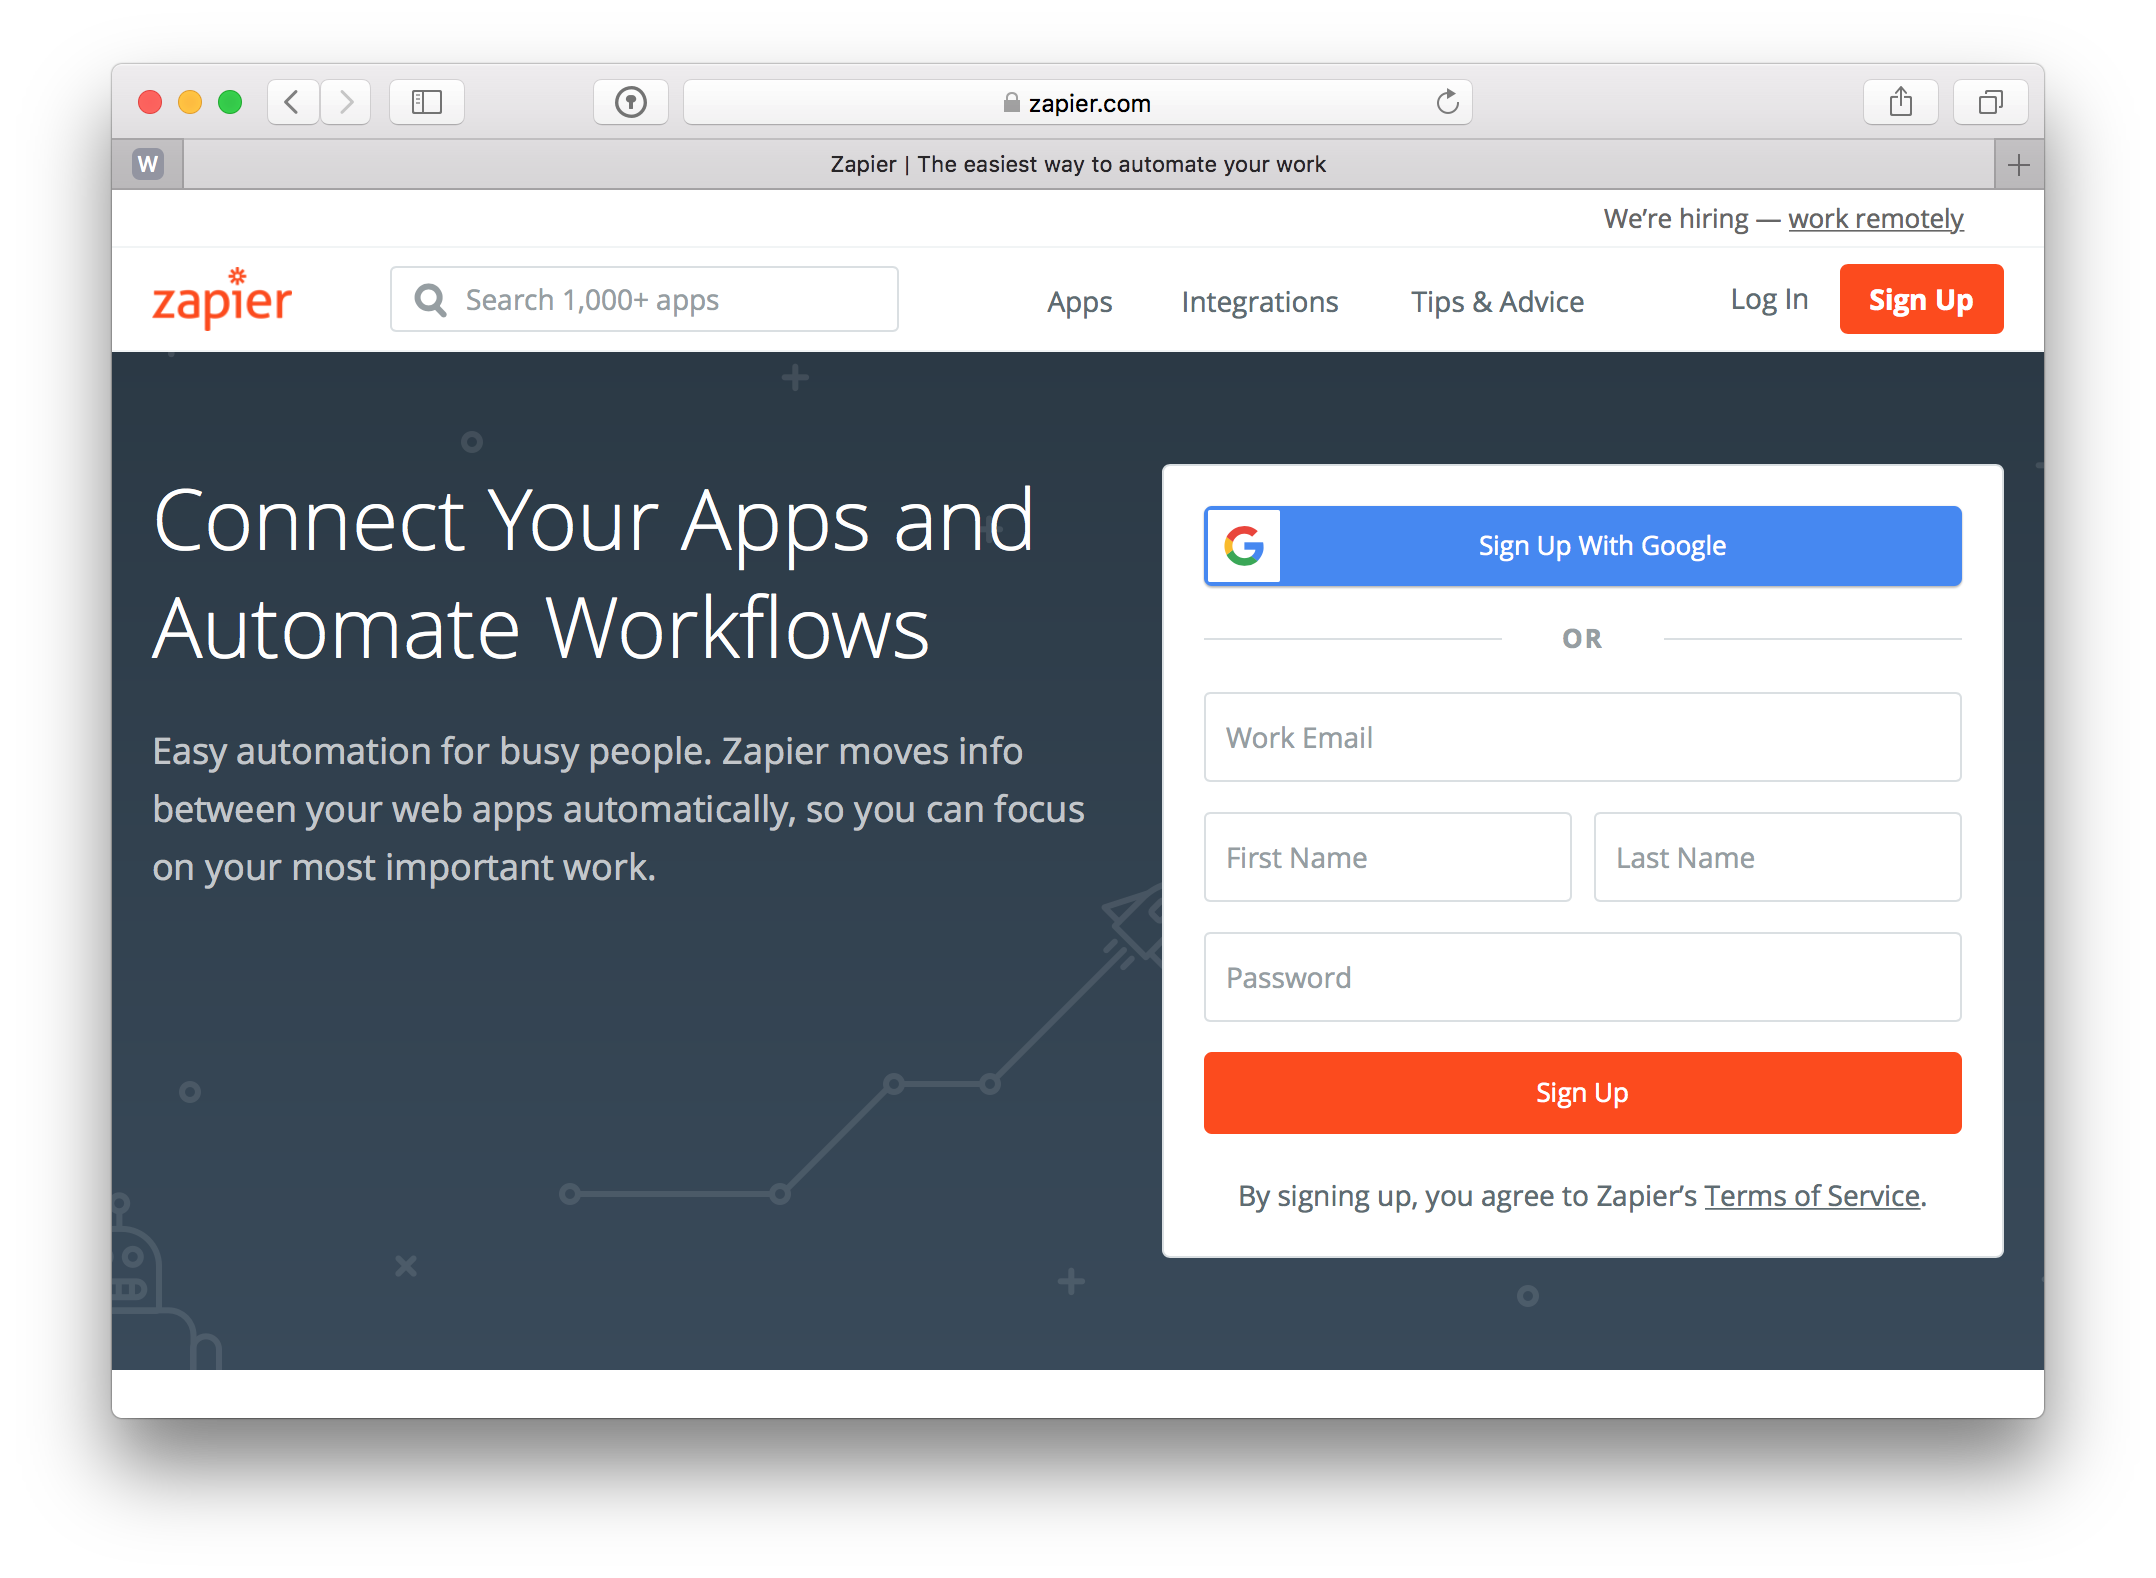 zapier.com
W
Zapier | The easiest way to automate your work
We’re hiring — work remotely
zapier
Search 1,000+ apps
Apps
Integrations
Tips & Advice
Log In
Sign Up
Connect Your Apps and
Automate Workflows
Easy automation for busy people. Zapier moves info
between your web apps automatically, so you can focus
on your most important work.
Sign Up With Google
OR
Work Email
First Name
Last Name
Password
Sign Up
By signing up, you agree to Zapier’s Terms of Service.